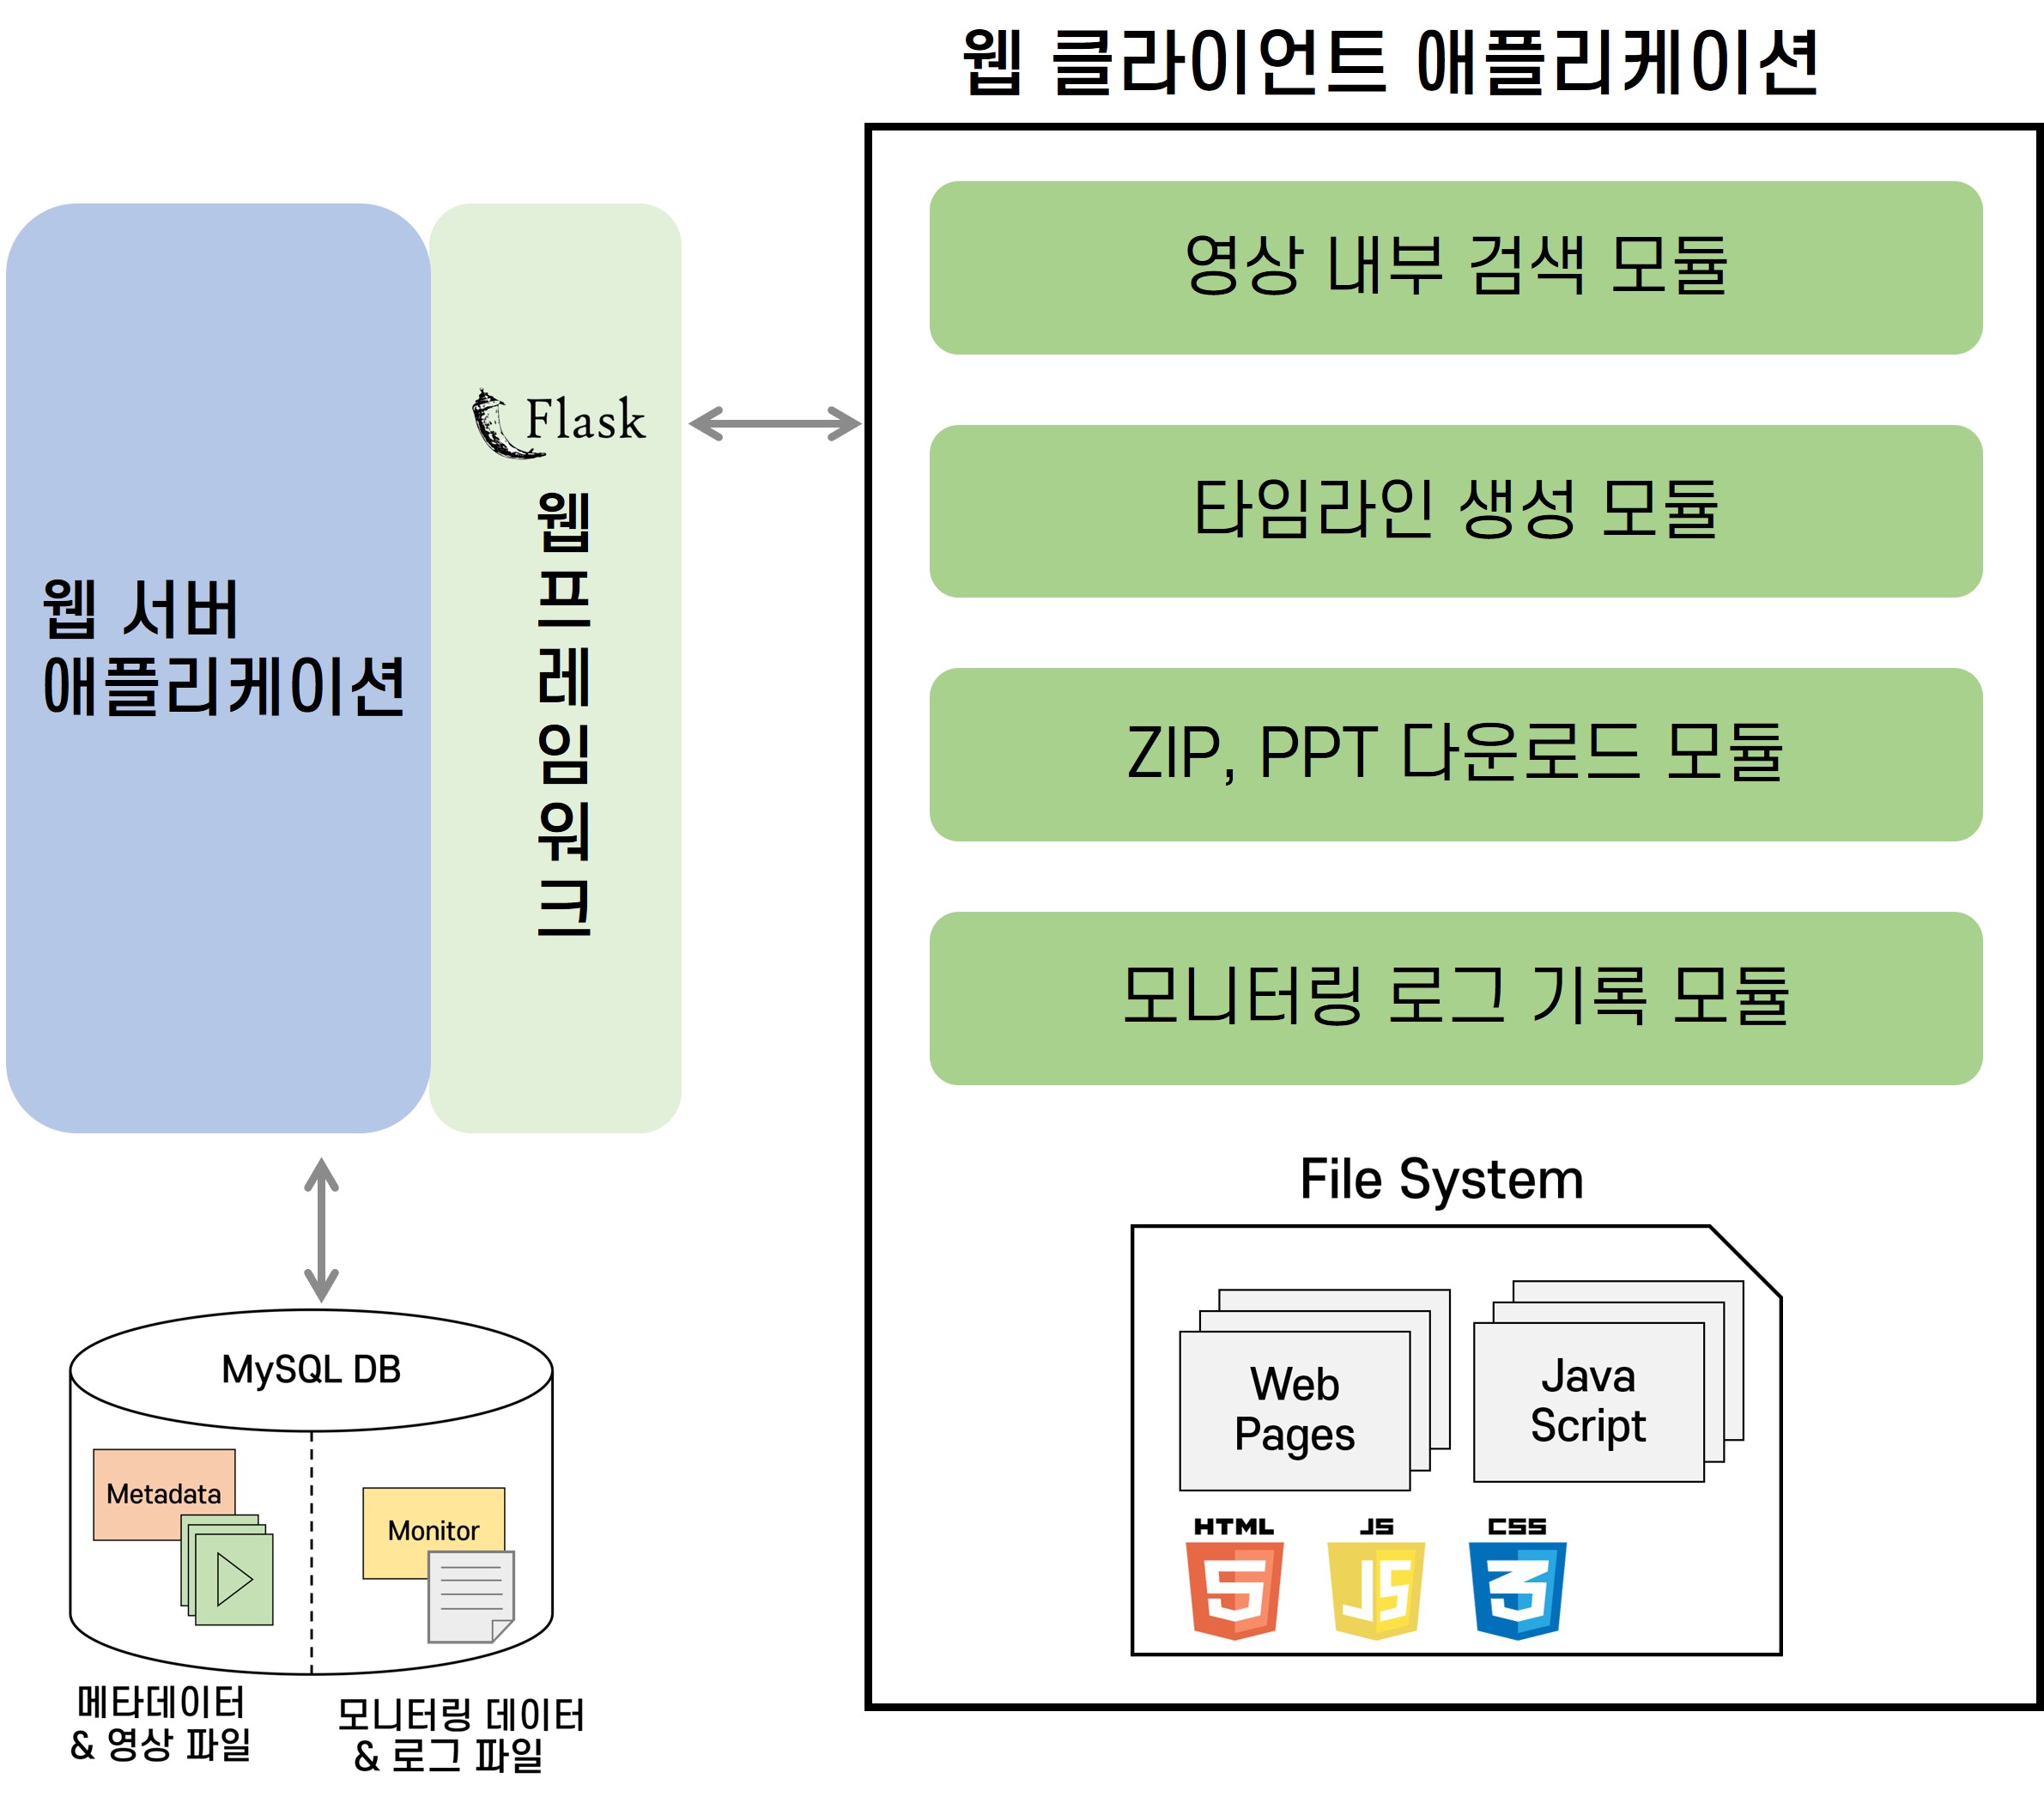 웹 클라이언트 애플리케이션
영상 내부 검색 모듈
타임라인 생성 모듈
ZIP, PPT 다운로드 모듈
모니터링 로그 기록 모듈
File System
Web
Pages
Java
Script
HTML
5
JS
JS
CSS
3
Flask
웹프레임워크
웹 서버
애플리케이션
MySQL DB
Metadata
Monitor
메타데이터
& 영상 파일
모니터링 데이터
& 로그 파일